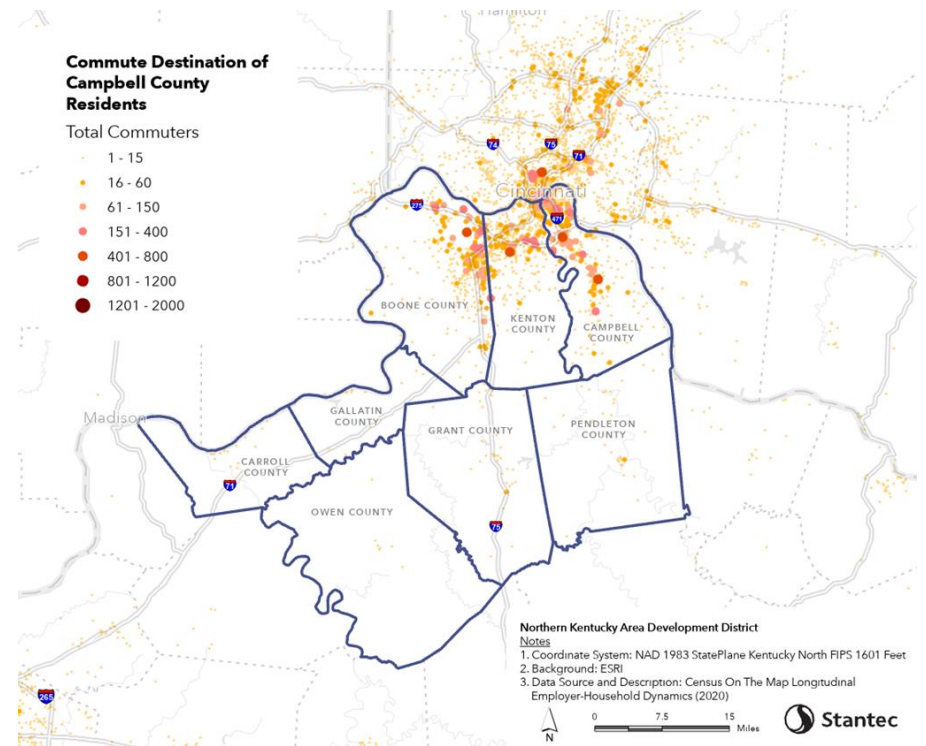 Hamilton
Commute Destination of
Campbell County
Residents
Total Commuters
1 - 15
16 - 60
61 - 150
151 - 400
401 - 800
801 - 1200
1201 - 2000
74
75
71
Cincinnati
275
471
BOONE COUNTY
KENTON
COUNTY
CAMPBELL
COUNTY
Madison
GALLATIN
COUNTY
GRANT COUNTY
PENDLETON
COUNTY
CARROLL
COUNTY
71
OWEN COUNTY
75
265
Northern Kentucky Area Development District
Notes
1. Coordinate System: NAD 1983 StatePlane Kentucky North FIPS 1601 Feet
2. Background: ESRI
3. Data Source and Description: Census On The Map Longitudinal
Employer-Household Dynamics (2020)
N
0 7.5 15
Miles
Stantec